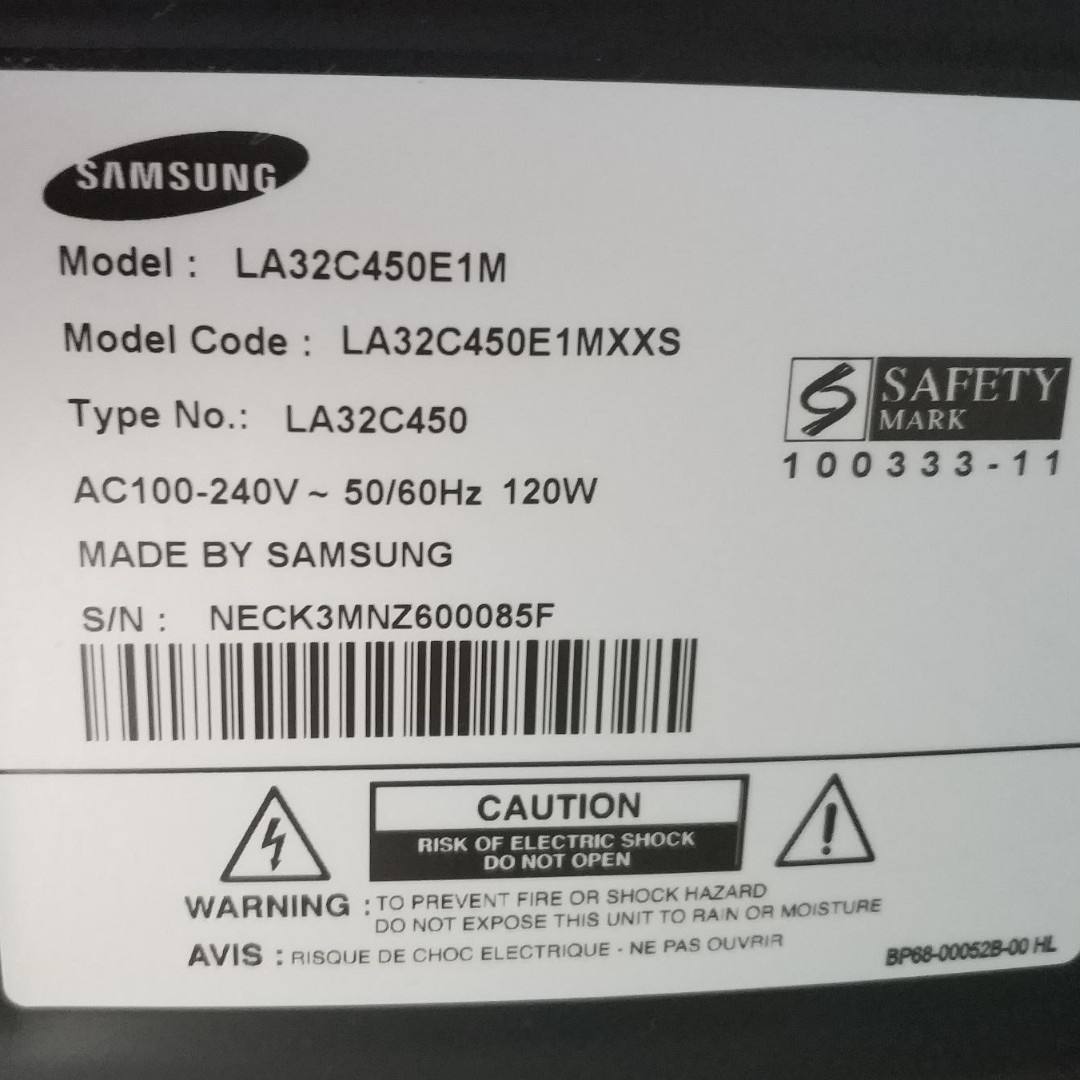 SAMSUNG
Model : LA32C450E1M
Model Code : LA32C450E1MXXS
Type No.: LA32C450
AC100-240V ~ 50/60Hz 120W
MADE BY SAMSUNG
S/N : NECK3MNZ600085F
SAFETY
MARK
100333-11
CAUTION
RISK OF ELECTRIC SHOCK
DO NOT OPEN
WARNING : TO PREVENT FIRE OR SHOCK HAZARD
DO NOT EXPOSE THIS UNIT TO RAIN OR MOISTURE
AVIS : RISQUE DE CHOC ELECTRIQUE - NE PAS OUVRIR
BP68-00052B-00 HL